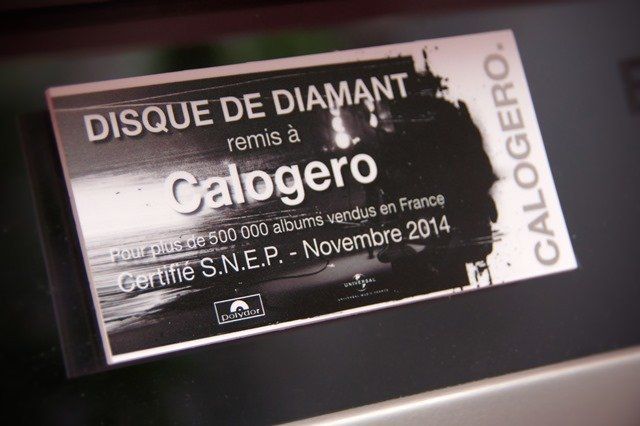 DISQUE DE DIAMANT
remis à
Calogero
Pour plus de 500 000 albums vendus en France
Certifié S.N.E.P. - Novembre 2014
polydor
UNIVERSAL
CALOGERO.